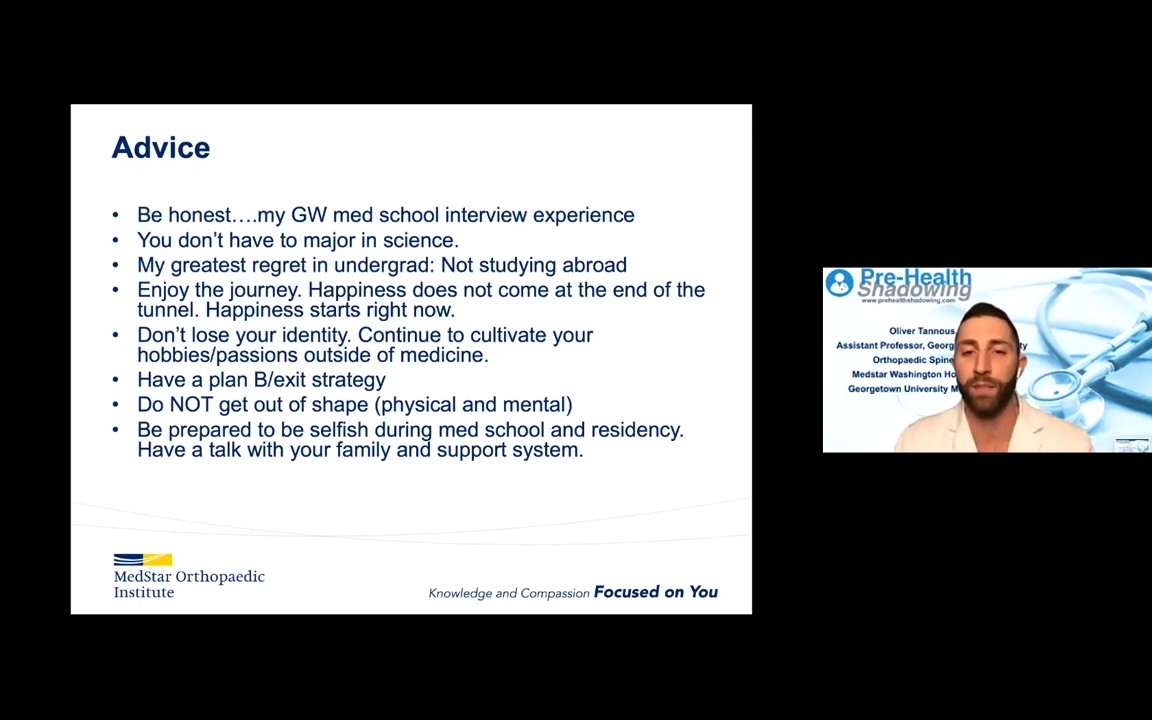 Advice
• Be honest….my GW med school interview experience
• You don’t have to major in science.
• My greatest regret in undergrad: Not studying abroad
• Enjoy the journey. Happiness does not come at the end of the
tunnel. Happiness starts right now.
• Don’t lose your identity. Continue to cultivate your
hobbies/passions outside of medicine.
• Have a plan B/exit strategy
• Do NOT get out of shape (physical and mental)
• Be prepared to be selfish during med school and residency.
Have a talk with your family and support system.
MedStar Orthopaedic
Institute
Knowledge and Compassion Focused on You
Pre-Health
Shadowing
www.prehealthshadowing.com
Oliver Tannous
Assistant Professor,
Orthopaedic
Medstar Washington
Georgetown University